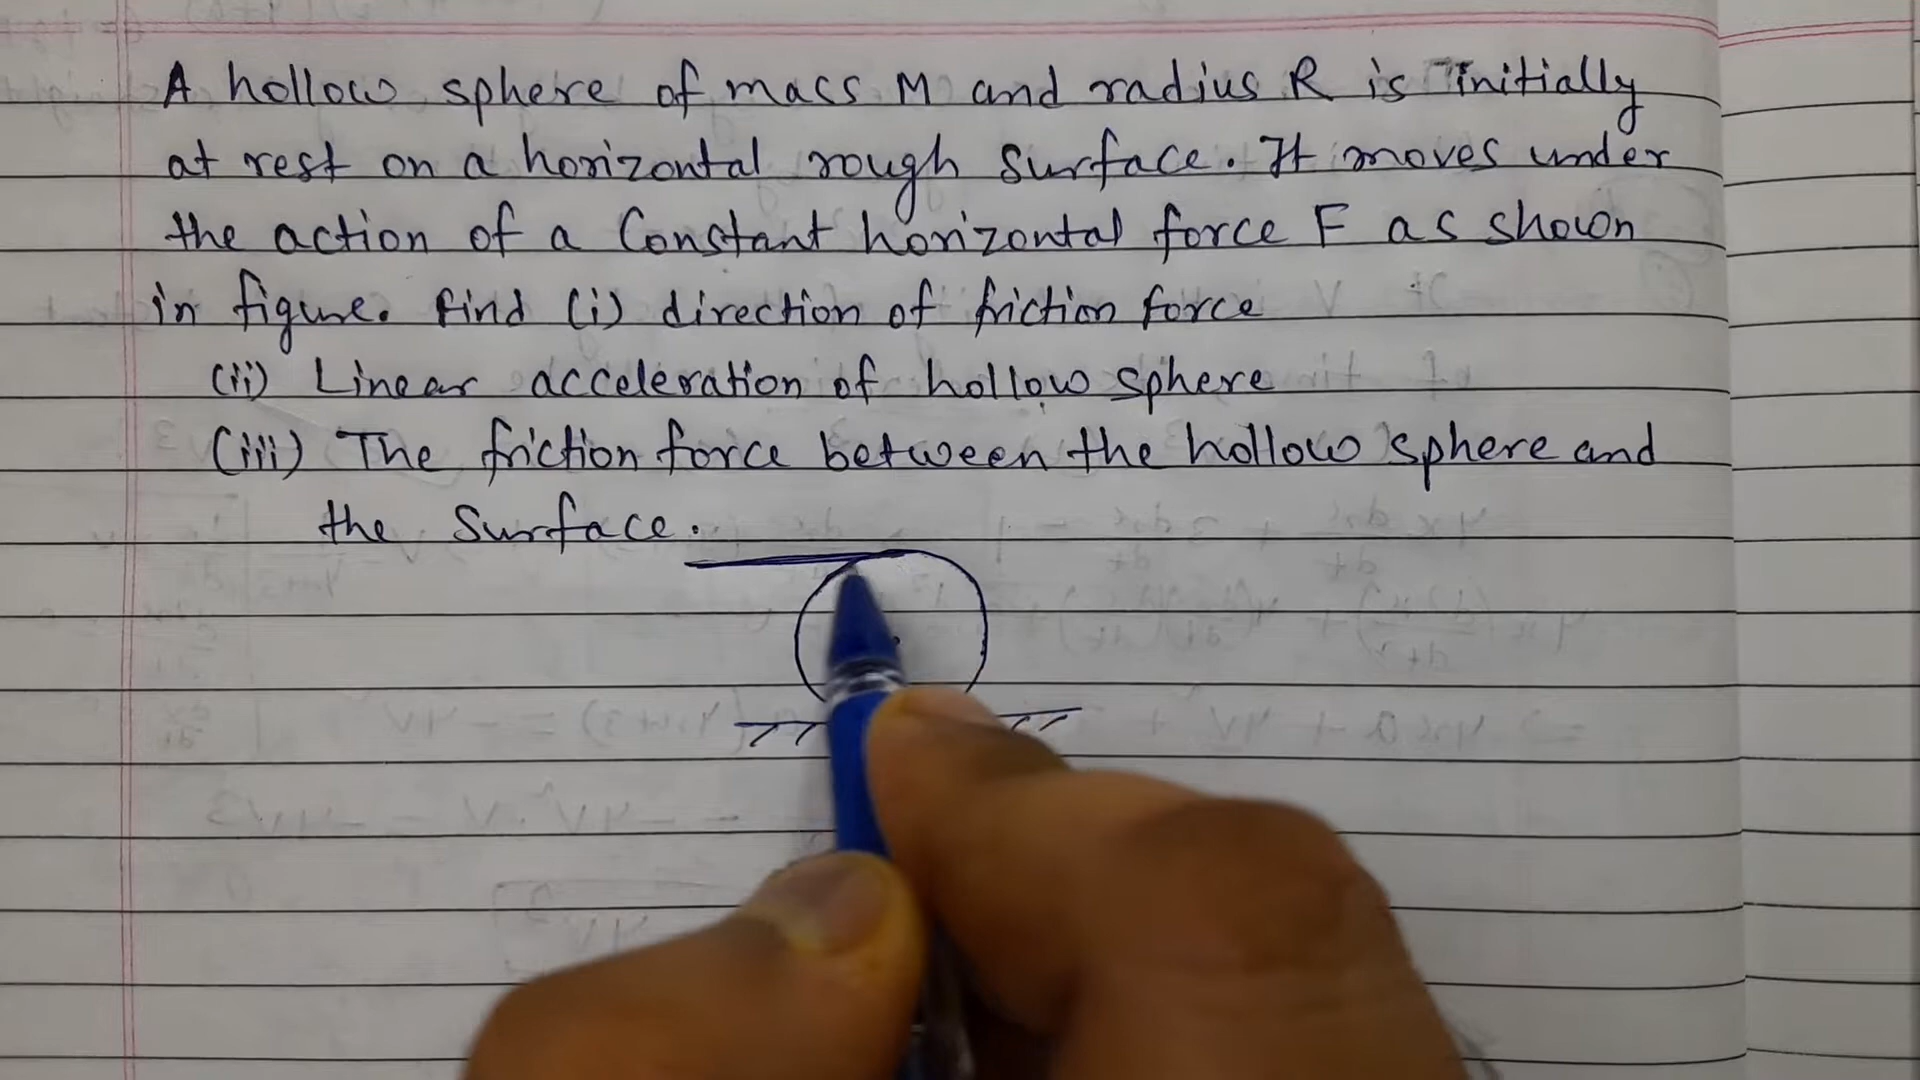 A hollow sphere of mass M and radius R is initially
at rest on a horizontal rough surface. It moves under
the action of a constant horizontal force F as shown
in figure. find (i) direction of friction force
(ii) Linear acceleration of hollow sphere
(iii) The friction force between the hollow sphere and
the surface.